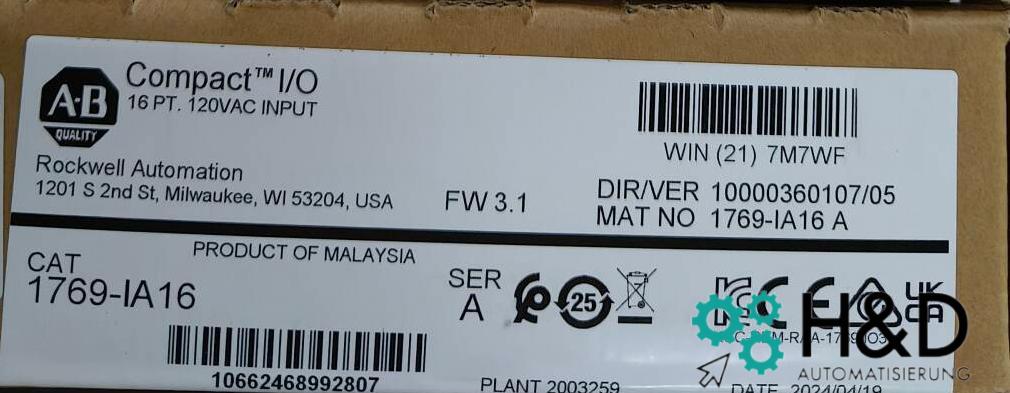 A-B
QUALITY
Compact™ I/O
16 PT. 120VAC INPUT
WIN (21) 7M7WF
Rockwell Automation
1201 S 2nd St, Milwaukee, WI 53204, USA
FW 3.1
DIR/VER 10000360107/05
MAT NO 1769-IA16 A
PRODUCT OF MALAYSIA
CAT
1769-IA16
SER
A
25
UK
CA
H&D
AUTOMATISIERUNG
10662468992807
PLANT 2003259
DATE 2024/04/19